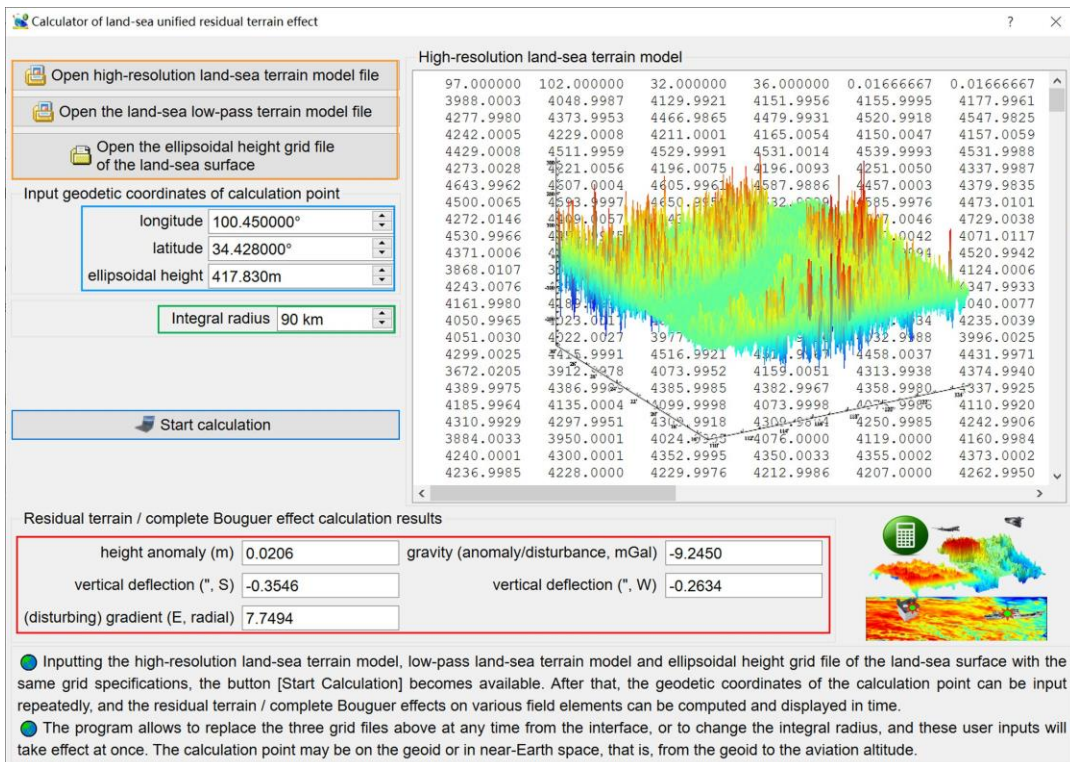 Calculator of land-sea unified residual terrain effect
? ×
Open high-resolution land-sea terrain model file
Open the land-sea low-pass terrain model file
Open the ellipsoidal height grid file
of the land-sea surface
Input geodetic coordinates of calculation point
longitude 100.450000°
latitude 34.428000°
ellipsoidal height 417.830m
Integral radius 90 km
Start calculation
High-resolution land-sea terrain model
97.000000 102.000000 32.000000 36.000000 0.01666667 0.01666667
3988.0003 4048.9987 4129.9921 4151.9956 4155.9995 4177.9961
4277.9980 4373.9953 4466.9865 4479.9931 4520.9918 4547.9825
4242.0005 4229.0008 4211.0001 4165.0054 4150.0047 4157.0059
4429.0008 4511.9959 4529.9991 4531.0014 4539.9993 4531.9988
4273.0028 4221.0056 4196.0075 4196.0093 4251.0050 4337.9987
4643.9962 4507.0004 4605.9961 4587.9886 4457.0003 4379.9835
4500.0065 4585.9976 4473.0101
4272.0146 4729.0038
4530.9966 4071.0117
4371.0006 4520.9942
3868.0107 4124.0006
4243.0076
4161.9980
4050.9965 4235.0039
4051.0030 4022.0027 3996.0025
4299.0025 4415.9991 4516.9921 4458.0037 4431.9971
3672.0205 4073.9952 4159.0051 4313.9938 4374.9940
4389.9975 4385.9985 4382.9967 4358.9980 4337.9925
4185.9964 4135.0004 4099.9998 4073.9998 4110.9920
4310.9929 4297.9951 4250.9985 4242.9906
3884.0033 3950.0001 4076.0000 4119.0000 4160.9984
4240.0001 4300.0001 4352.9995 4350.0033 4355.0002 4373.0002
4236.9985 4228.0000 4229.9976 4212.9986 4207.0000 4262.9950
Residual terrain / complete Bouguer effect calculation results
height anomaly (m) 0.0206 gravity (anomaly/disturbance, mGal) -9.2450
vertical deflection (", S) -0.3546 vertical deflection (", W) -0.2634
(disturbing) gradient (E, radial) 7.7494
Inputting the high-resolution land-sea terrain model, low-pass land-sea terrain model and ellipsoidal height grid file of the land-sea surface with the
same grid specifications, the button [Start Calculation] becomes available. After that, the geodetic coordinates of the calculation point can be input
repeatedly, and the residual terrain / complete Bouguer effects on various field elements can be computed and displayed in time.
The program allows to replace the three grid files above at any time from the interface, or to change the integral radius, and these user inputs will
take effect at once. The calculation point may be on the geoid or in near-Earth space, that is, from the geoid to the aviation altitude.